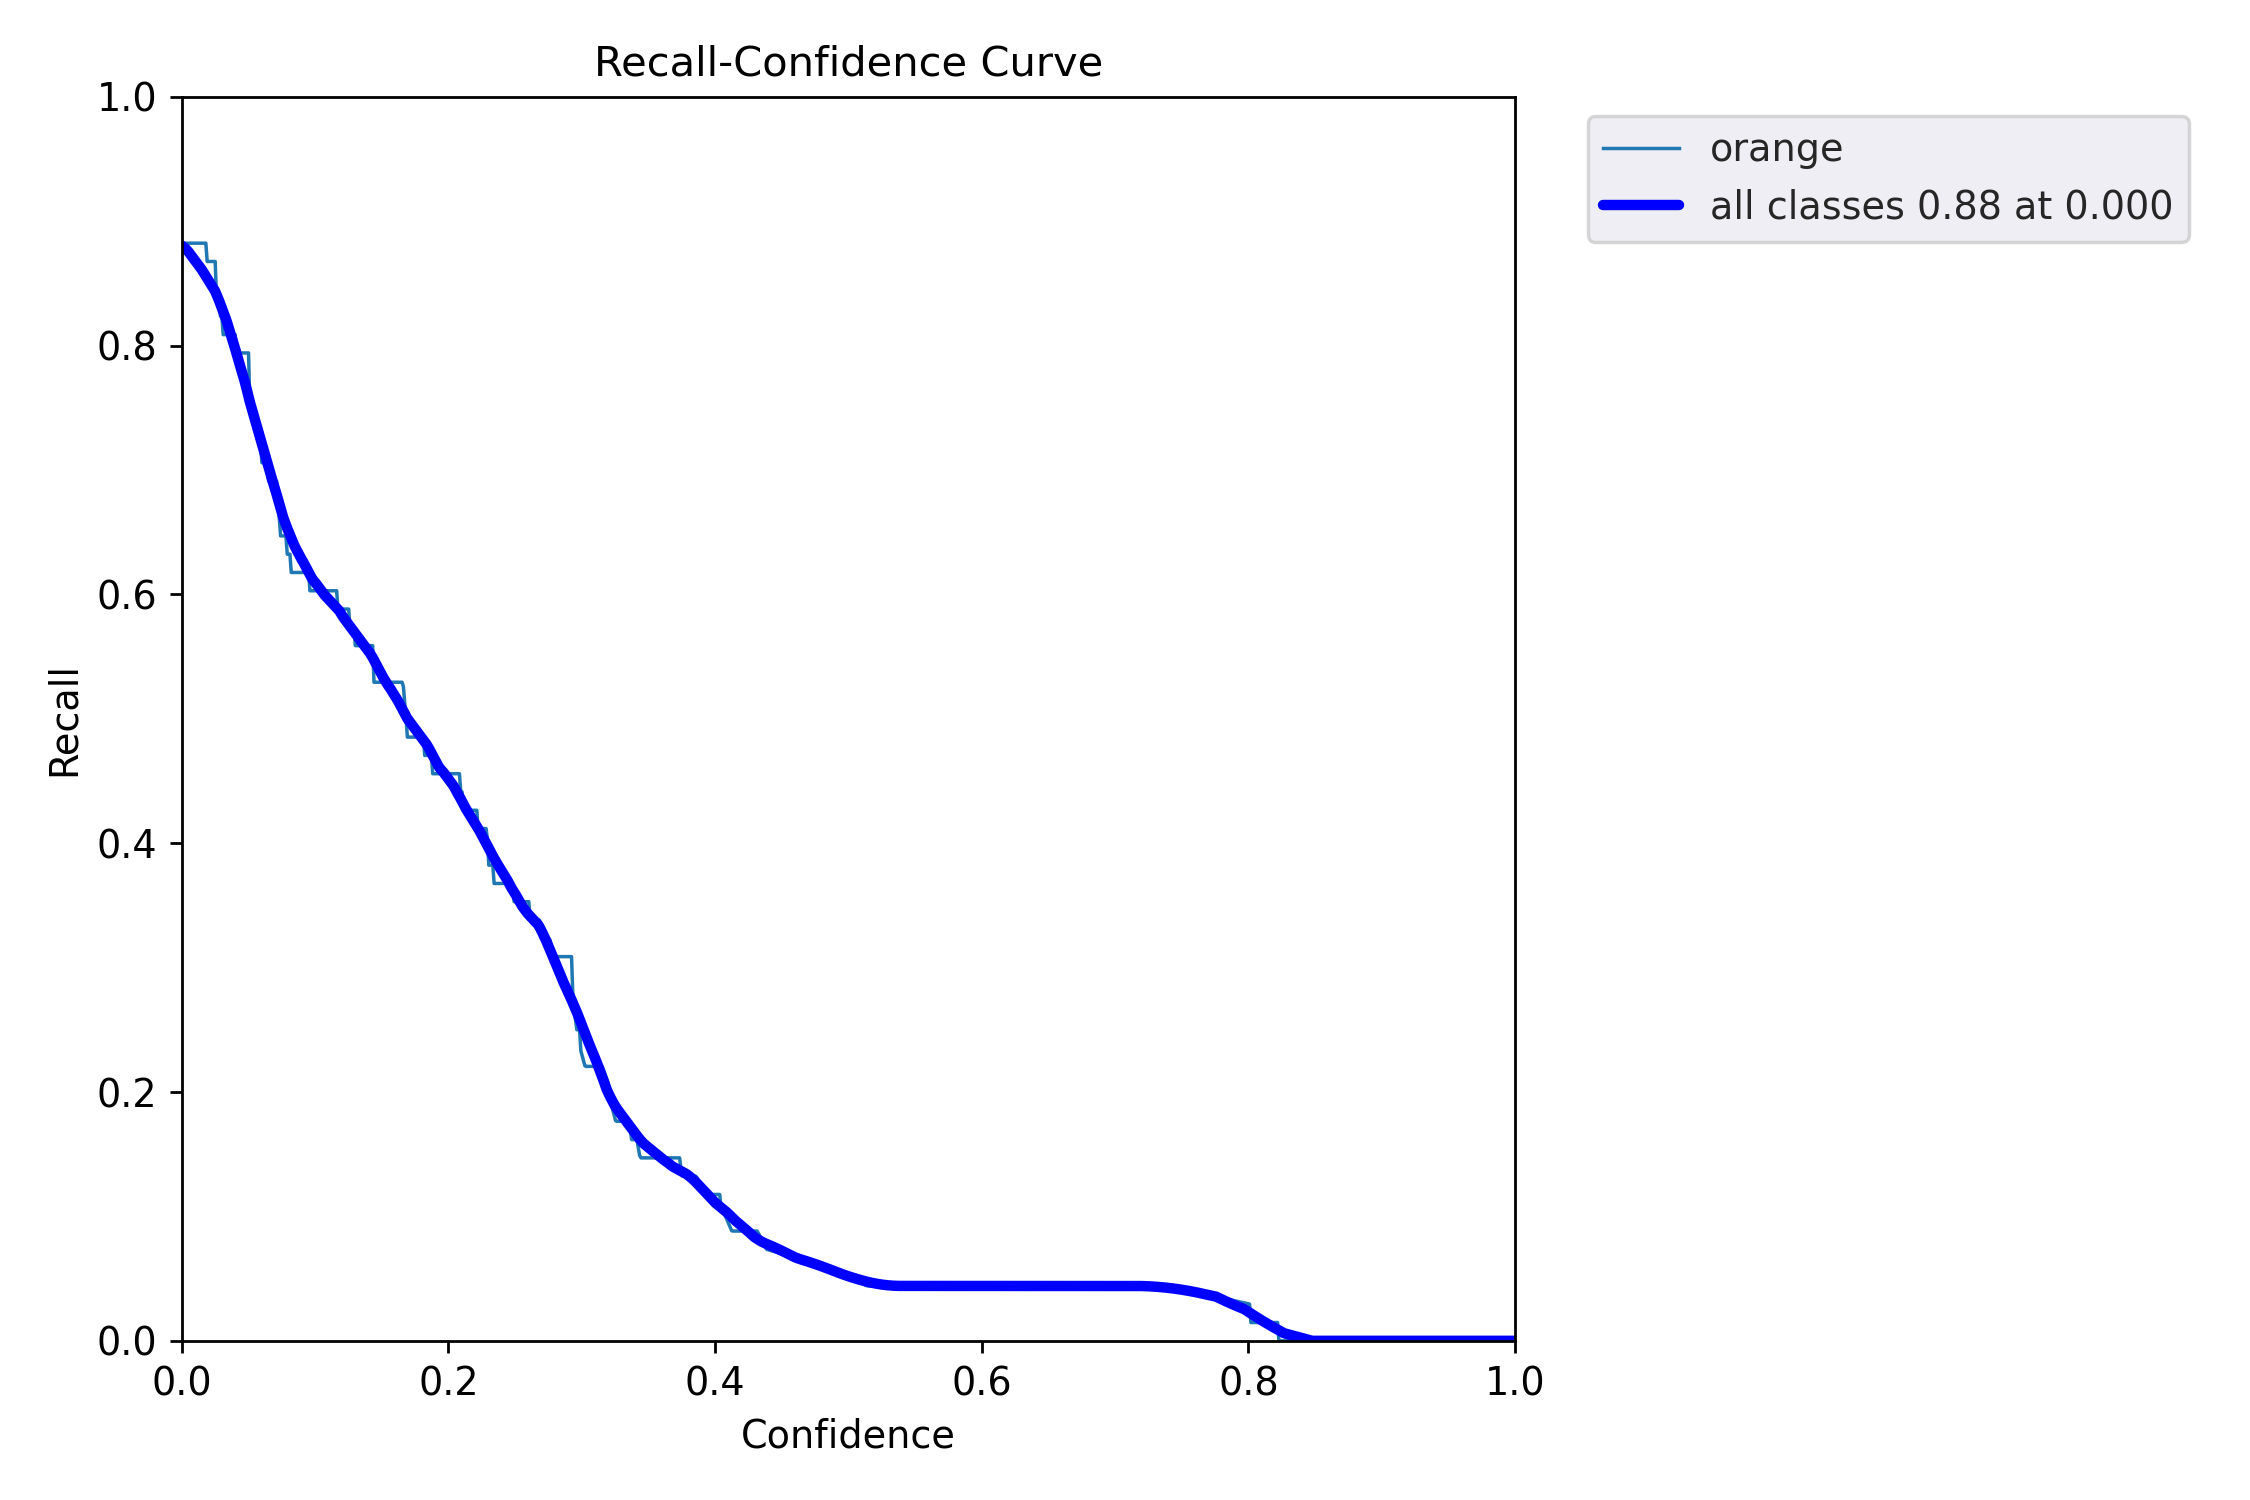 Recall-Confidence Curve
orange
all classes 0.88 at 0.000
Recall
1.0
0.8
0.6
0.4
0.2
0.0
0.0 0.2 0.4 0.6 0.8 1.0
Confidence